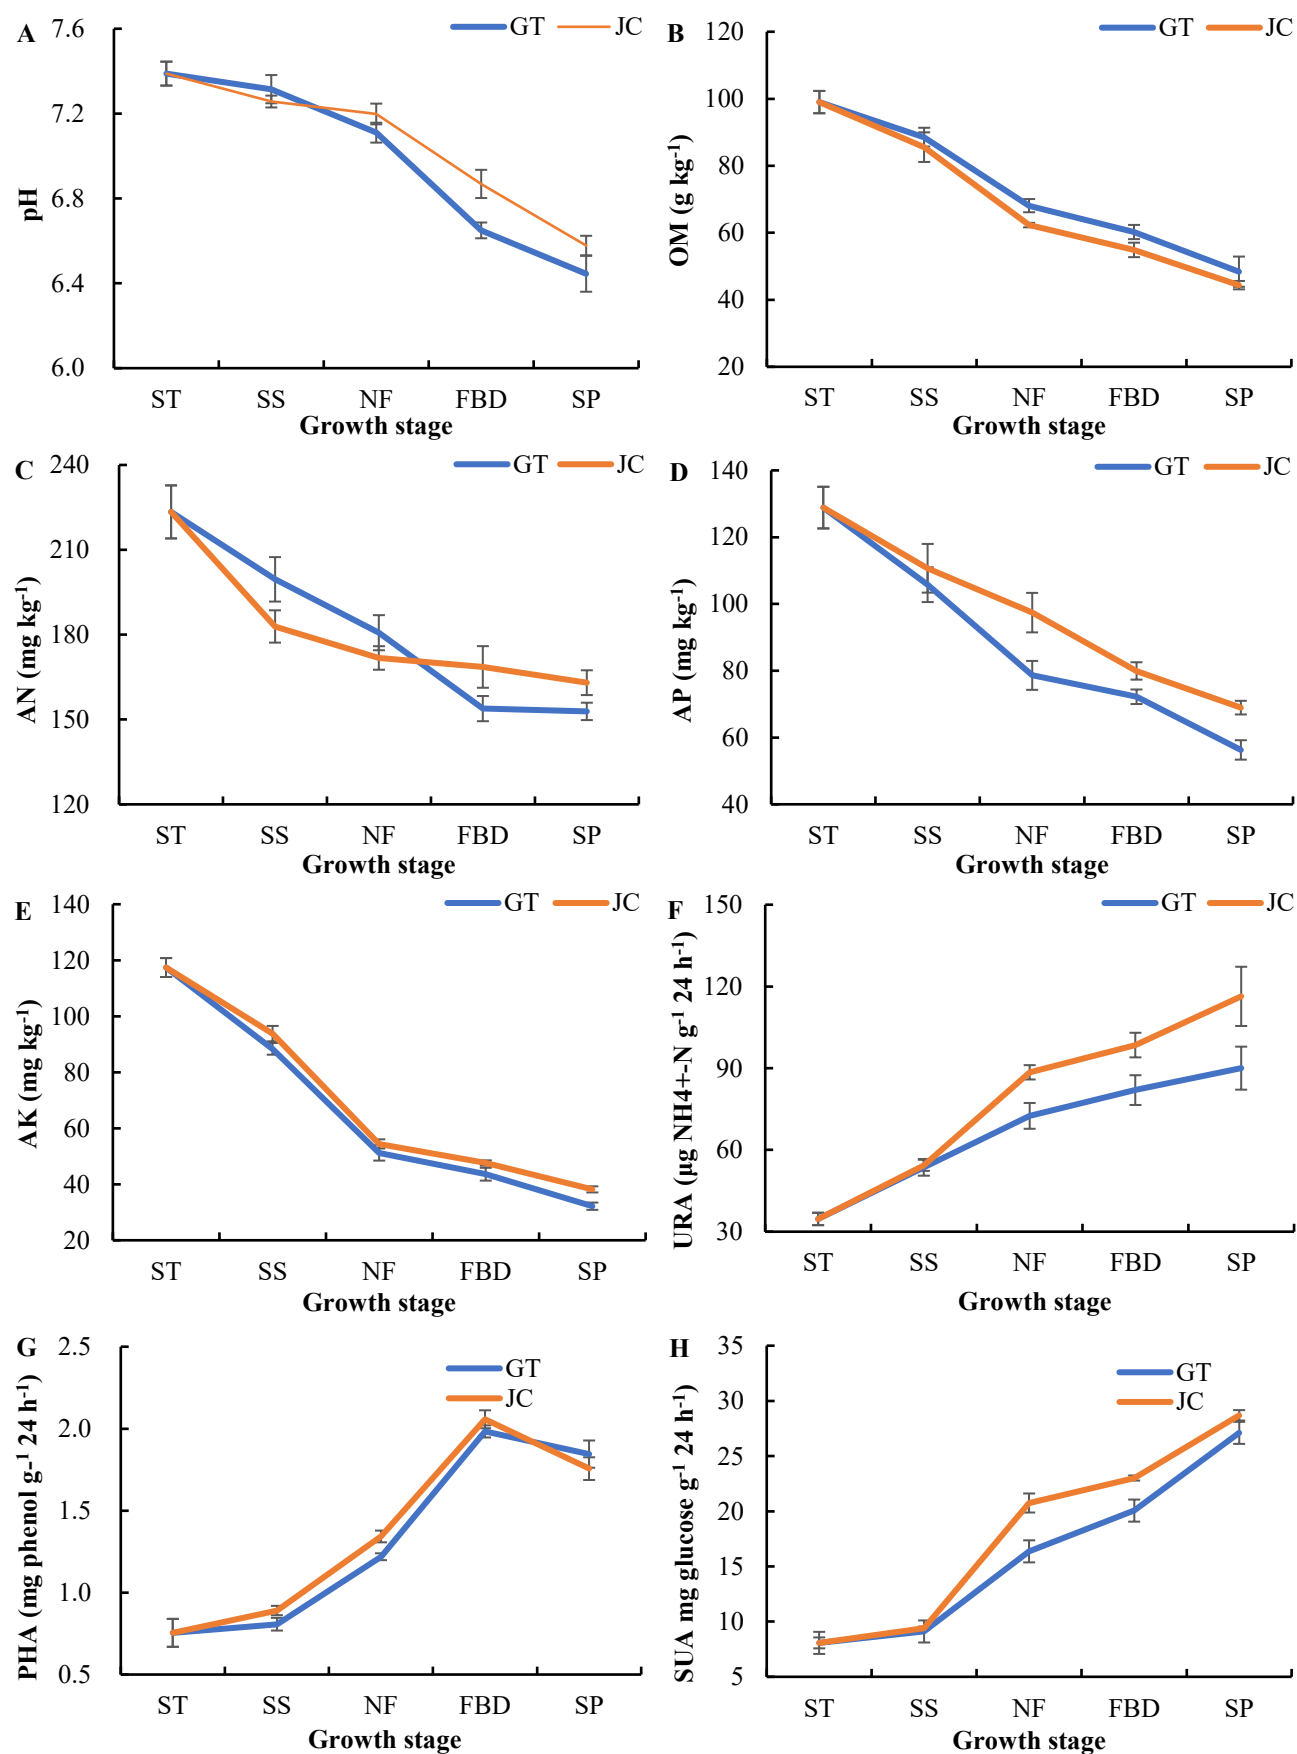 A
GT JC
7.6
7.2
6.8
6.4
6.0
pH
ST SS NF FBD SP
Growth stage
B
GT JC
120
100
80
60
40
20
OM (g kg⁻¹)
ST SS NF FBD SP
Growth stage
C
GT JC
240
210
180
150
120
AN (mg kg⁻¹)
ST SS NF FBD SP
Growth stage
D
GT JC
140
120
100
80
60
40
AP (mg kg⁻¹)
ST SS NF FBD SP
Growth stage
E
GT JC
140
120
100
80
60
40
20
AK (mg kg⁻¹)
ST SS NF FBD SP
Growth stage
F
GT JC
150
120
90
60
30
URA (µg NH4+-N g⁻¹ 24 h⁻¹)
ST SS NF FBD SP
Growth stage
G
GT
JC
2.5
2.0
1.5
1.0
0.5
PHA (mg phenol g-¹ 24 h⁻¹)
ST SS NF FBD SP
Growth stage
H
GT
JC
35
30
25
20
15
10
5
SUA mg glucose g⁻¹ 24 h⁻¹)
ST SS NF FBD SP
Growth stage